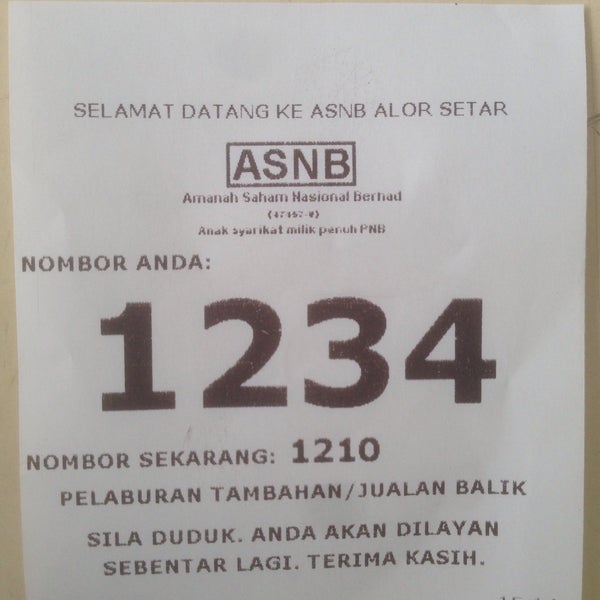 SELAMAT DATANG KE ASNB ALOR SETAR
ASNB
Amanah Saham Nasional Berhad
(47457-V)
Anak syarikat milik penuh PNB
NOMBOR ANDA:
1234
NOMBOR SEKARANG: 1210
PELABURAN TAMBAHAN/JUALAN BALIK
SILA DUDUK. ANDA AKAN DILAYAN
SEBENTAR LAGI. TERIMA KASIH.